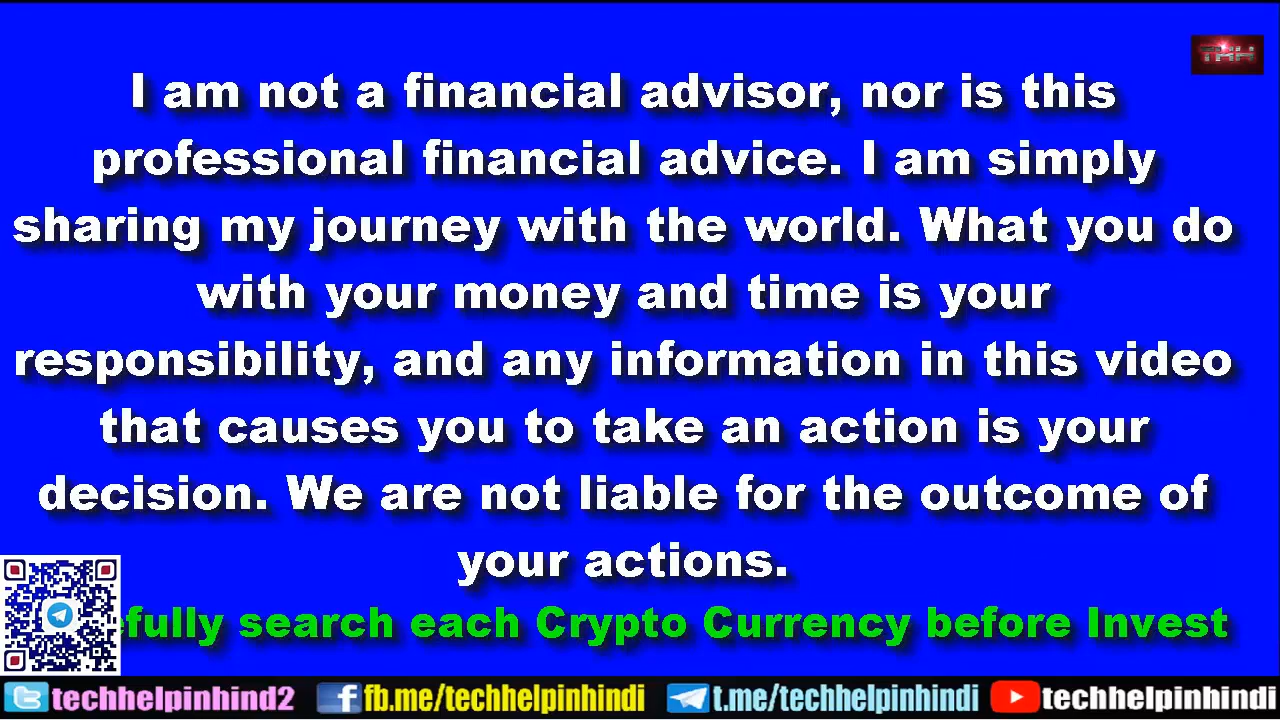 THH
I am not a financial advisor, nor is this
professional financial advice. I am simply
sharing my journey with the world. What you do
with your money and time is your
responsibility, and any information in this video
that causes you to take an action is your
decision. We are not liable for the outcome of
your actions.
efully search each Crypto Currency before Invest
techhelpinhind2 fb.me/techhelpinhindi t.me/techhelpinhindi techhelpinhindi